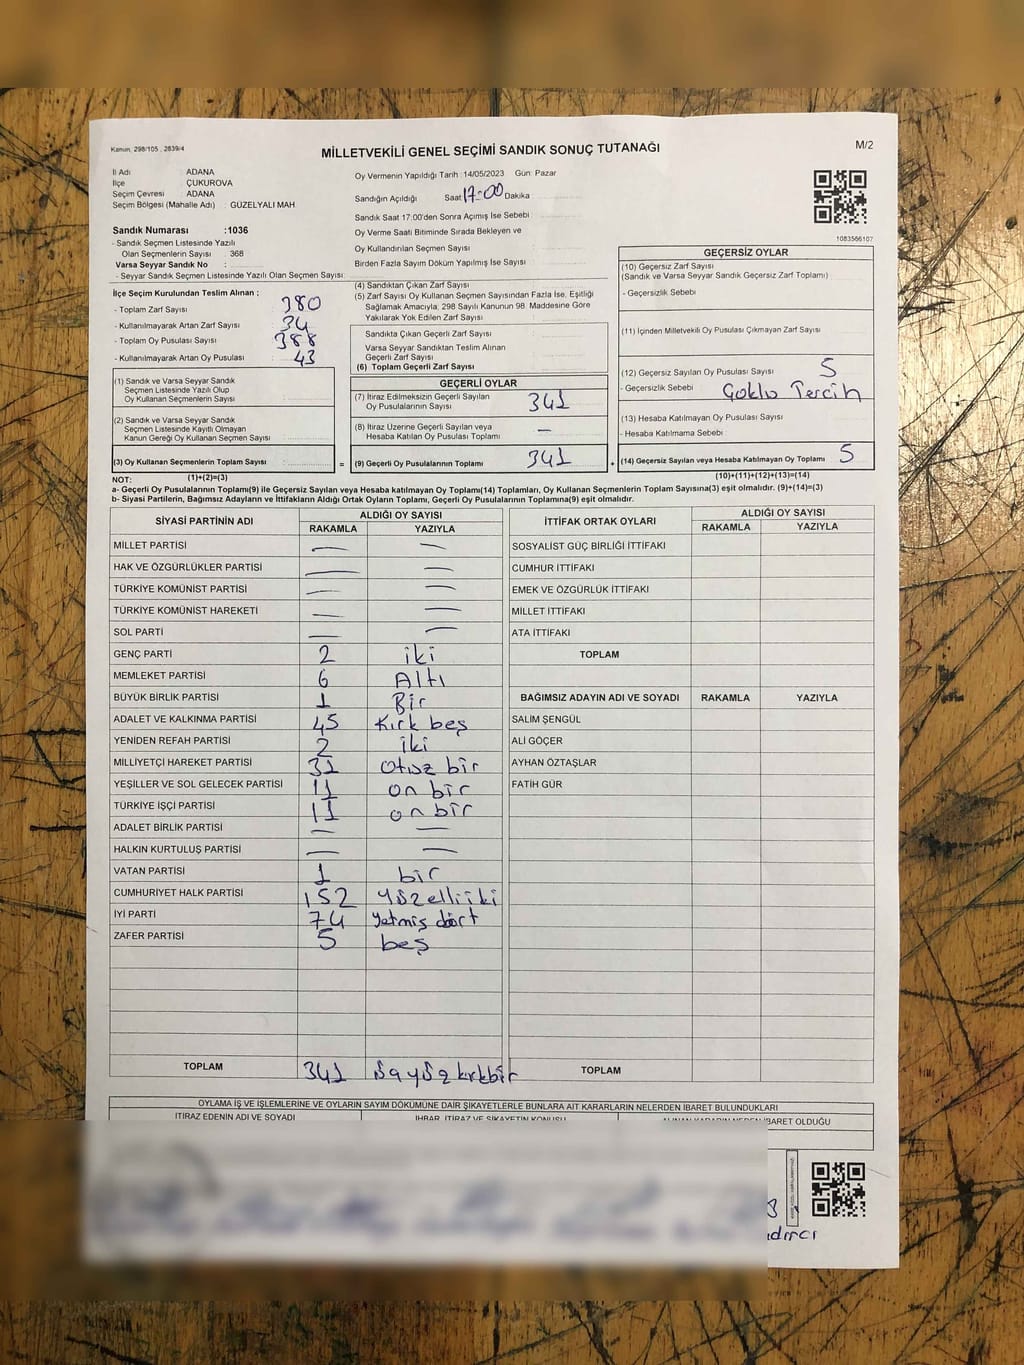 Kanun, 298/105 , 2839/4
MİLLETVEKİLİ GENEL SEÇİMİ SANDIK SONUÇ TUTANAĞI
M/2
İl Adı ADANA
İlçe ÇUKUROVA
Seçim Çevresi ADANA
Seçim Bölgesi (Mahalle Adı) : GÜZELYALI MAH.
Sandık Numarası :1036
- Sandık Seçmen Listesinde Yazılı
Olan Seçmenlerin Sayısı : 368
Varsa Seyyar Sandık No :
- Seyyar Sandık Seçmen Listesinde Yazılı Olan Seçmen Sayısı:
Oy Vermenin Yapıldığı Tarih : 14/05/2023 Gün: Pazar
Sandığın Açıldığı Saat 17:00 Dakika
Sandık Saat 17:00'den Sonra Açımış İse Sebebi
Oy Verme Saati Bitiminde Sırada Bekleyen ve
Oy Kullandırılan Seçmen Sayısı
Birden Fazla Sayım Döküm Yapılmış İse Sayısı
1083566107
İlçe Seçim Kurulundan Teslim Alınan ;
- Toplam Zarf Sayısı : 380
- Kullanılmayarak Artan Zarf Sayısı : 34
- Toplam Oy Pusulası Sayısı : 388
- Kullanılmayarak Artan Oy Pusulası : 43
(1) Sandık ve Varsa Seyyar Sandık
Seçmen Listesinde Yazılı Olup
Oy Kullanan Seçmenlerin Sayısı :
(2) Sandık ve Varsa Seyyar Sandık
Seçmen Listesinde Kayıtlı Olmayan
Kanun Gereği Oy Kullanan Seçmen Sayısı :
(3) Oy Kullanan Seçmenlerin Toplam Sayısı :
(1)+(2)=(3)
(4) Sandıktan Çıkan Zarf Sayısı
(5) Zarf Sayısı Oy Kullanan Seçmen Sayısından Fazla İse, Eşitliği
Sağlamak Amacıyla, 298 Sayılı Kanunun 98. Maddesine Göre
Yakılarak Yok Edilen Zarf Sayısı :
Sandıkta Çıkan Geçerli Zarf Sayısı
Varsa Seyyar Sandıktan Teslim Alınan
Geçerli Zarf Sayısı
(6) Toplam Geçerli Zarf Sayısı
GEÇERLİ OYLAR
(7) İtiraz Edilmeksizin Geçerli Sayılan
Oy Pusulalarının Sayısı 341
(8) İtiraz Üzerine Geçerli Sayılan veya
Hesaba Katılan Oy Pusulası Toplamı —
= (9) Geçerli Oy Pusulalarının Toplamı 341 +
GEÇERSİZ OYLAR
(10) Geçersiz Zarf Sayısı
(Sandık ve Varsa Seyyar Sandık Geçersiz Zarf Toplamı)
- Geçersizlik Sebebi
(11) İçinden Milletvekili Oy Pusulası Çıkmayan Zarf Sayısı
(12) Geçersiz Sayılan Oy Pusulası Sayısı 5
- Geçersizlik Sebebi Çoklu Tercih
(13) Hesaba Katılmayan Oy Pusulası Sayısı
- Hesaba Katılmama Sebebi
(14) Geçersiz Sayılan veya Hesaba Katılmayan Oy Toplamı 5
(10)+(11)+(12)+(13)=(14)
NOT:
a- Geçerli Oy Pusulalarının Toplamı(9) ile Geçersiz Sayılan veya Hesaba katılmayan Oy Toplamı(14) Toplamları, Oy Kullanan Seçmenlerin Toplam Sayısına(3) eşit olmalıdır. (9)+(14)=(3)
b- Siyasi Partilerin, Bağımsız Adayların ve İttifakların Aldığı Ortak Oyların Toplamı, Geçerli Oy Pusulalarının Toplamına(9) eşit olmalıdır.
SİYASİ PARTİNİN ADI ALDIĞI OY SAYISI
RAKAMLA YAZIYLA
MİLLET PARTİSİ — —
HAK VE ÖZGÜRLÜKLER PARTİSİ — —
TÜRKİYE KOMÜNİST PARTİSİ — —
TÜRKİYE KOMÜNİST HAREKETİ — —
SOL PARTİ — —
GENÇ PARTİ 2 iki
MEMLEKET PARTİSİ 6 Altı
BÜYÜK BİRLİK PARTİSİ 1 Bir
ADALET VE KALKINMA PARTİSİ 45 Kırk beş
YENİDEN REFAH PARTİSİ 2 iki
MİLLİYETÇİ HAREKET PARTİSİ 31 otuz bir
YEŞİLLER VE SOL GELECEK PARTİSİ 11 on bir
TÜRKİYE İŞÇİ PARTİSİ 11 on bir
ADALET BİRLİK PARTİSİ — —
HALKIN KURTULUŞ PARTİSİ — —
VATAN PARTİSİ 1 bir
CUMHURİYET HALK PARTİSİ 152 yüz elli iki
İYİ PARTİ 74 yetmiş dört
ZAFER PARTİSİ 5 beş
TOPLAM 341 üçyüz kırkbir
İTTİFAK ORTAK OYLARI ALDIĞI OY SAYISI
RAKAMLA YAZIYLA
SOSYALİST GÜÇ BİRLİĞİ İTTİFAKI
CUMHUR İTTİFAKI
EMEK VE ÖZGÜRLÜK İTTİFAKI
MİLLET İTTİFAKI
ATA İTTİFAKI
TOPLAM
BAĞIMSIZ ADAYIN ADI VE SOYADI RAKAMLA YAZIYLA
SALİM ŞENGÜL
ALİ GÖÇER
AYHAN ÖZTAŞLAR
FATİH GÜR
TOPLAM
OYLAMA İŞ VE İŞLEMLERİNE VE OYLARIN SAYIM DÖKÜMÜNE DAİR ŞİKAYETLERLE BUNLARA AİT KARARLARIN NELERDEN İBARET BULUNDUKLARI
İTİRAZ EDENİN ADI VE SOYADI İHBAR, İTİRAZ VE ŞİKAYETİN KONUSU ALINAN KARARIN NEDEN İBARET OLDUĞU